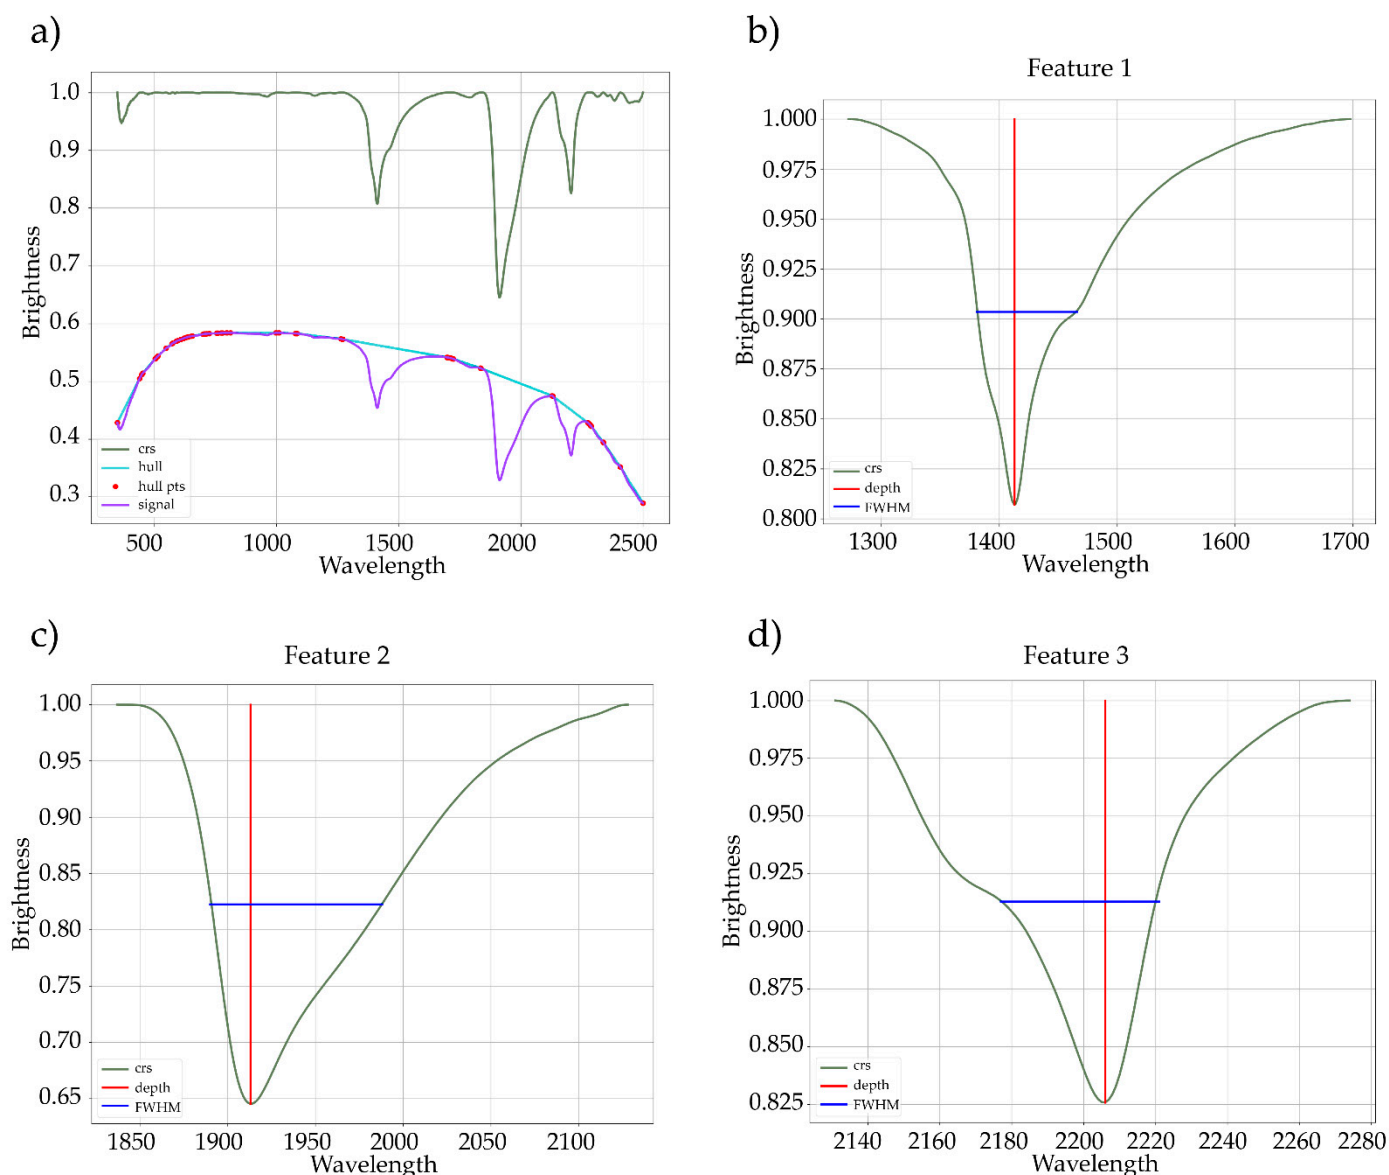 a)
1.0
0.9
0.8
0.7
0.6
0.5
0.4
0.3
Brightness
crs
hull
hull pts
signal
500 1000 1500 2000 2500
Wavelength
b)
Feature 1
1.000
0.975
0.950
0.925
0.900
0.875
0.850
0.825
0.800
Brightness
crs
depth
FWHM
1300 1400 1500 1600 1700
Wavelength
c)
Feature 2
1.00
0.95
0.90
0.85
0.80
0.75
0.70
0.65
Brightness
crs
depth
FWHM
1850 1900 1950 2000 2050 2100
Wavelength
d)
Feature 3
1.000
0.975
0.950
0.925
0.900
0.875
0.850
0.825
Brightness
crs
depth
FWHM
2140 2160 2180 2200 2220 2240 2260 2280
Wavelength